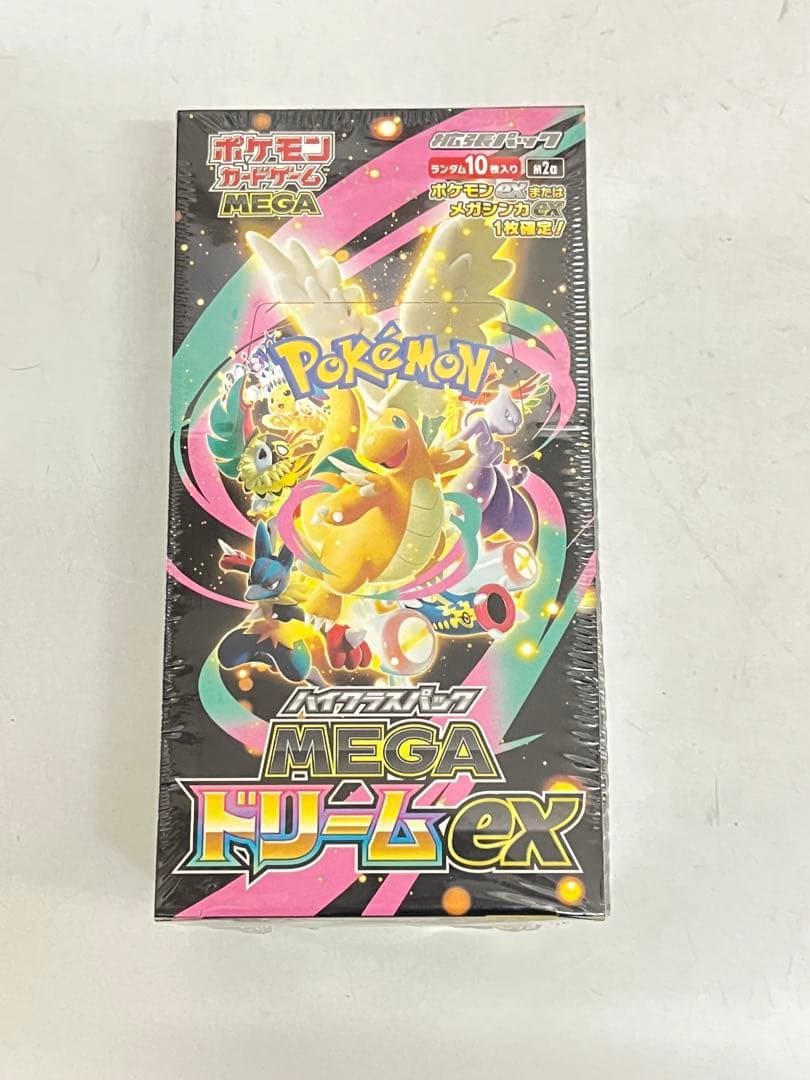 ポケモン
カードゲーム
MEGA
拡張パック
ランダム10枚入り M2a
ポケモンexまたは
メガシンカex
1枚確定!
POKéMON
ハイクラスパック
MEGA
ドリームex